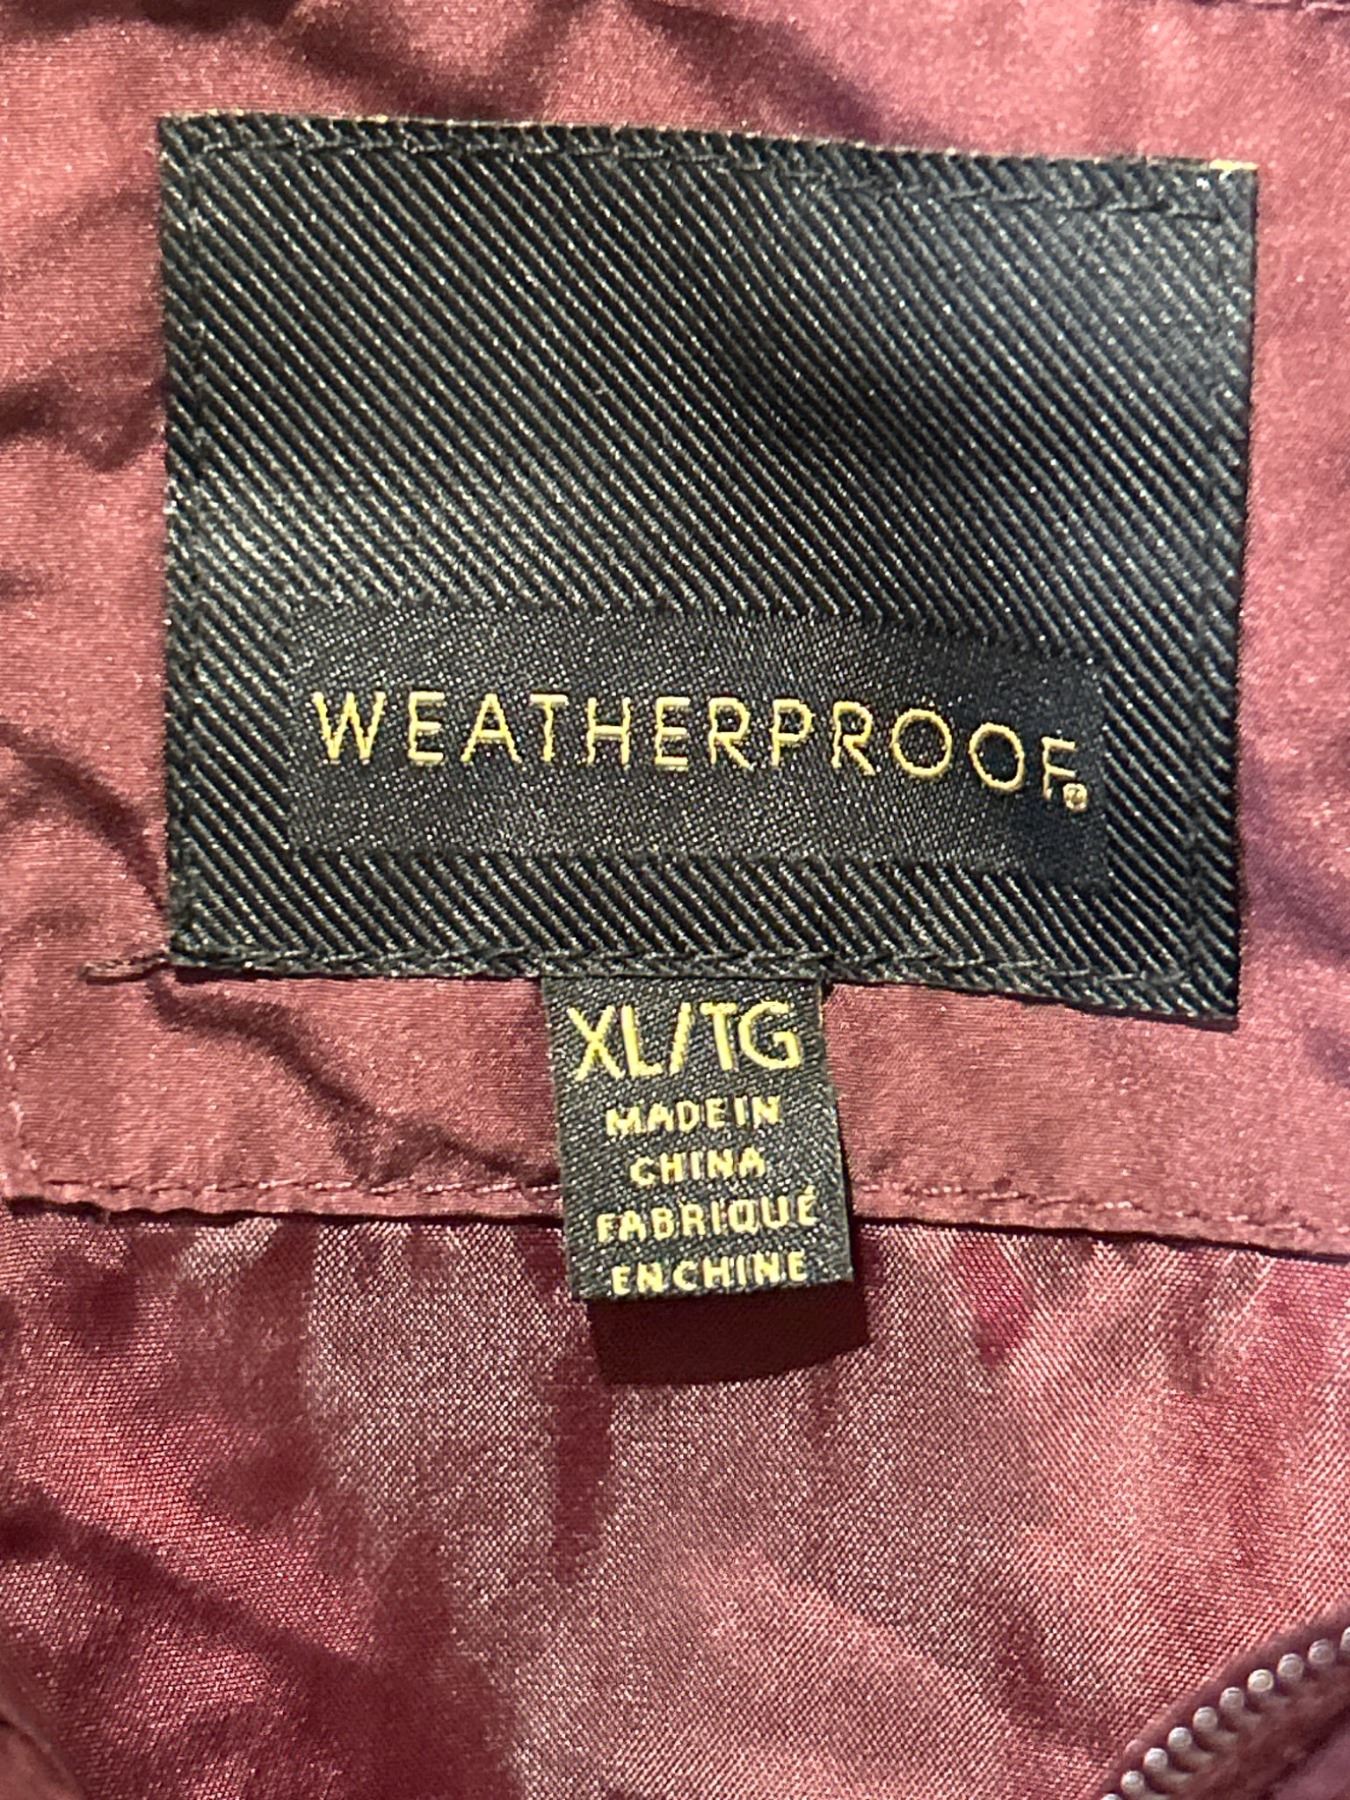 WEATHERPROOF®
XL/TG
MADE IN
CHINA
FABRIQUÉ
EN CHINE